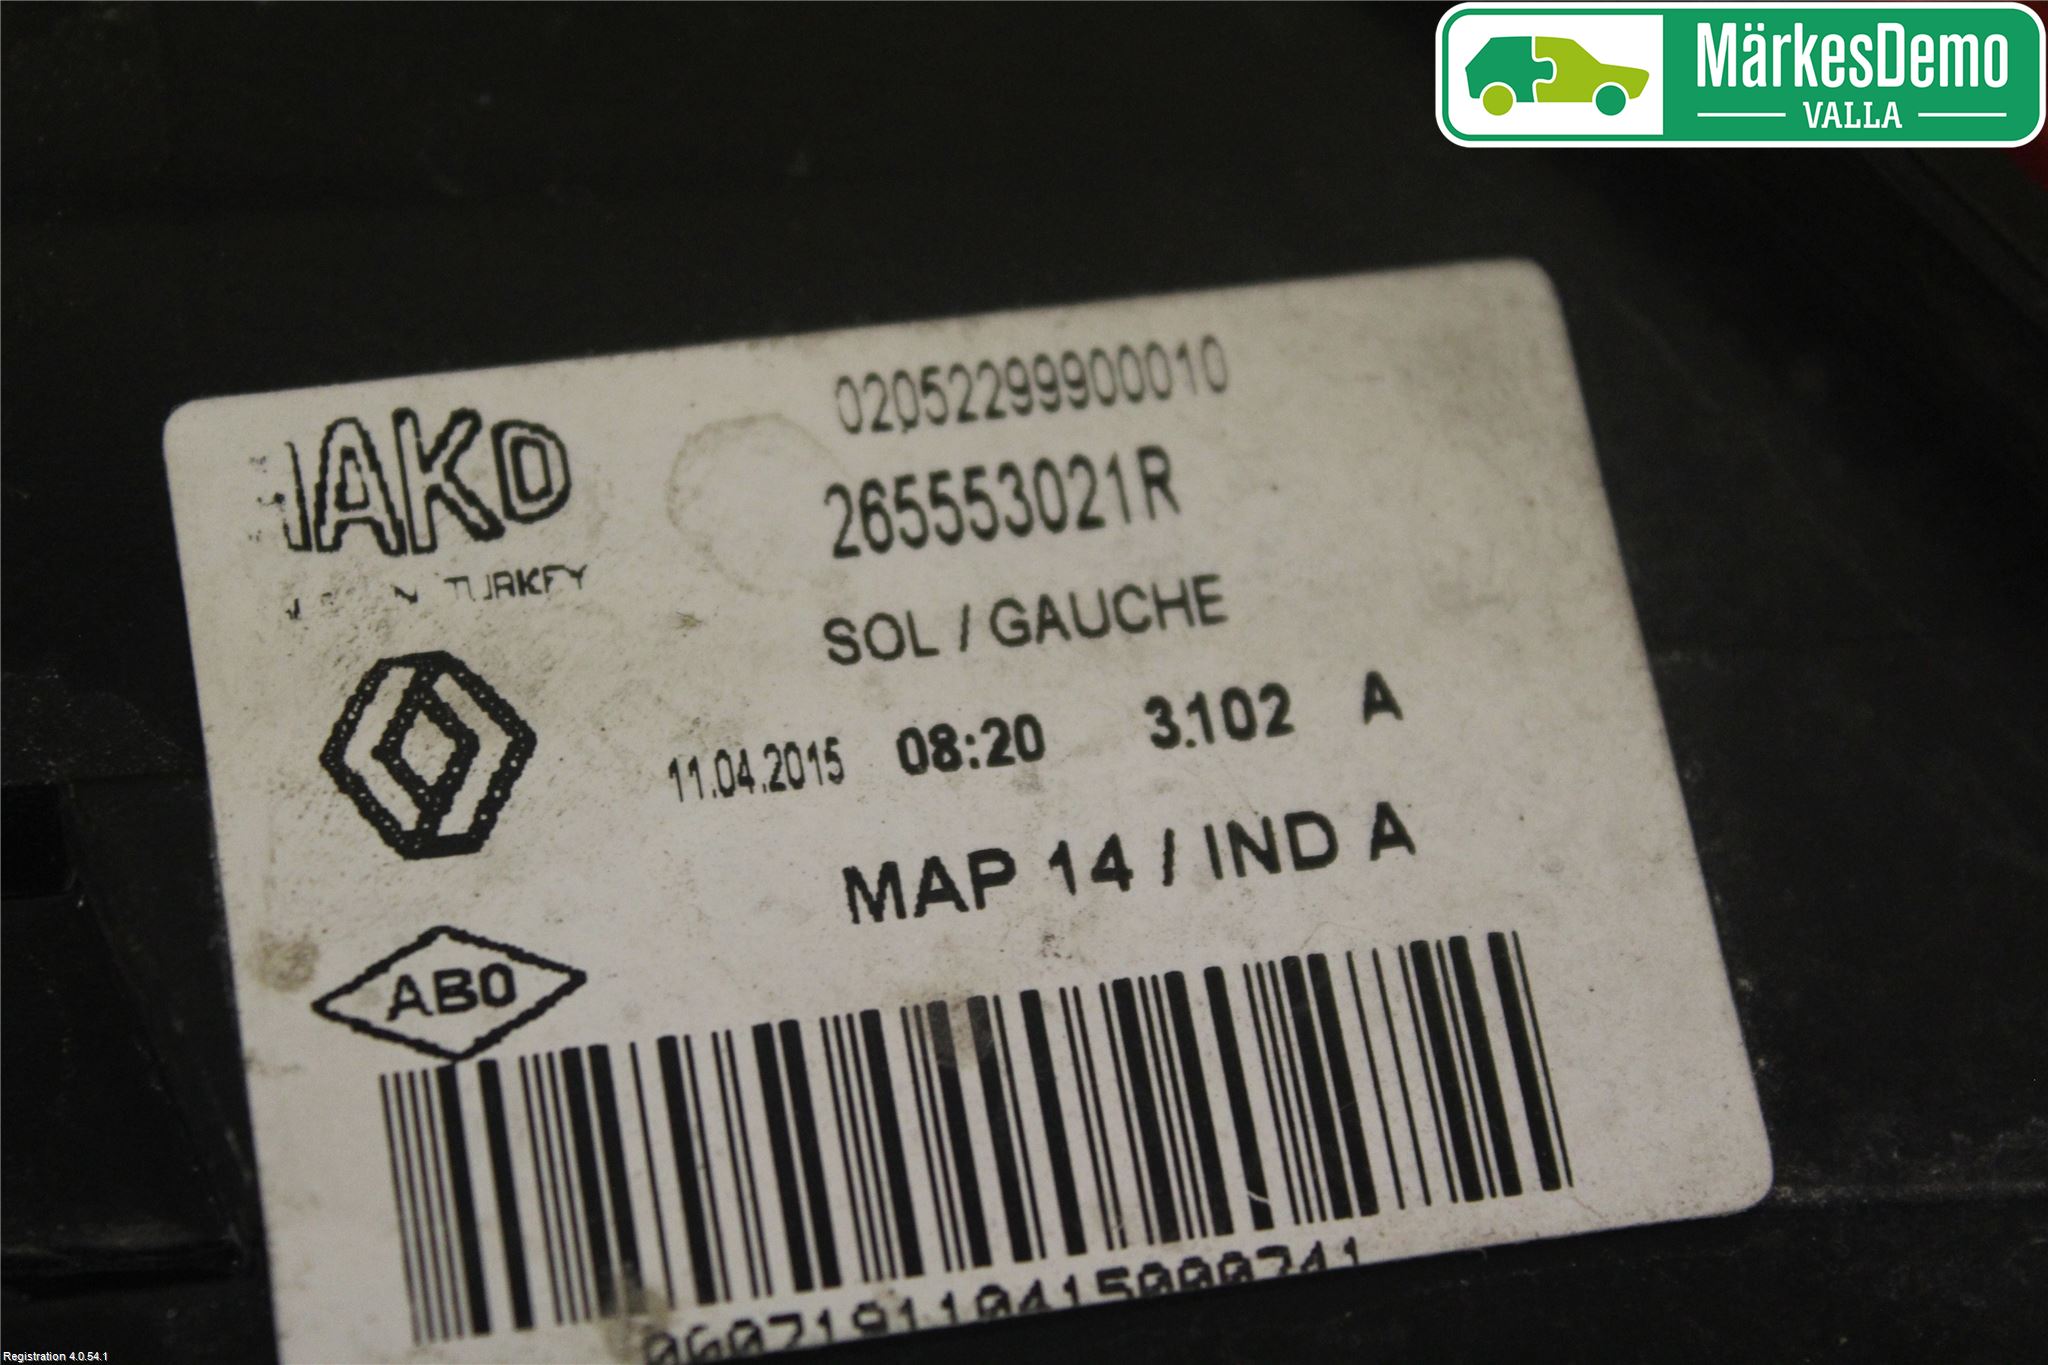 MärkesDemo
VALLA
02052299900010
265553021R
SOL / GAUCHE
TURKEY
11.04.2015 08:20 3.102 A
MAP 14 / IND A
ABO
060719110415000741
Registration 4.0.54.1